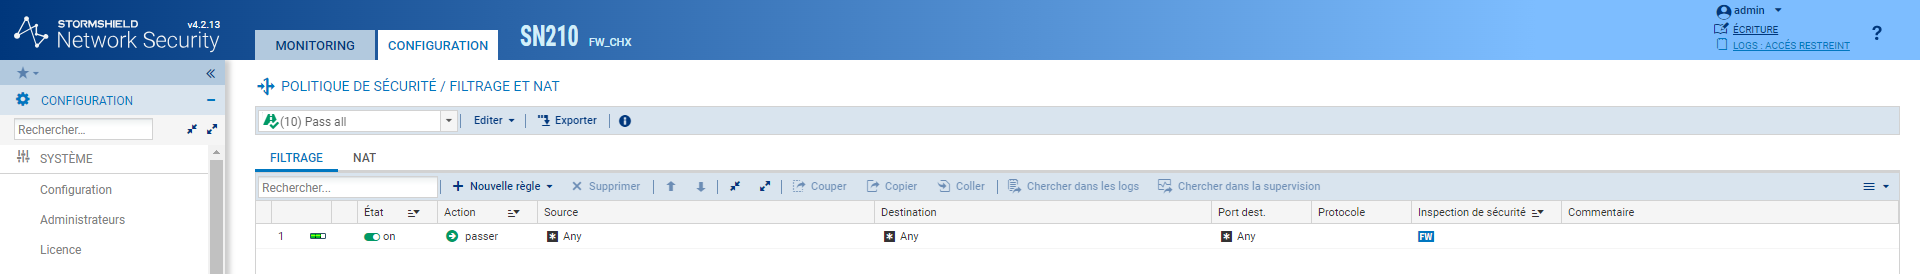 STORMSHIELD v4.2.13
Network Security
MONITORING CONFIGURATION SN210 FW_CHX
admin
ÉCRITURE
LOGS : ACCÈS RESTREINT
?
CONFIGURATION
Rechercher...
SYSTÈME
Configuration
Administrateurs
Licence
POLITIQUE DE SÉCURITÉ / FILTRAGE ET NAT
(10) Pass all Editer Exporter
FILTRAGE NAT
Rechercher... Nouvelle règle Supprimer Couper Copier Coller Chercher dans les logs Chercher dans la supervision
État Action Source Destination Port dest. Protocole Inspection de sécurité Commentaire
1 on passer Any Any Any FW